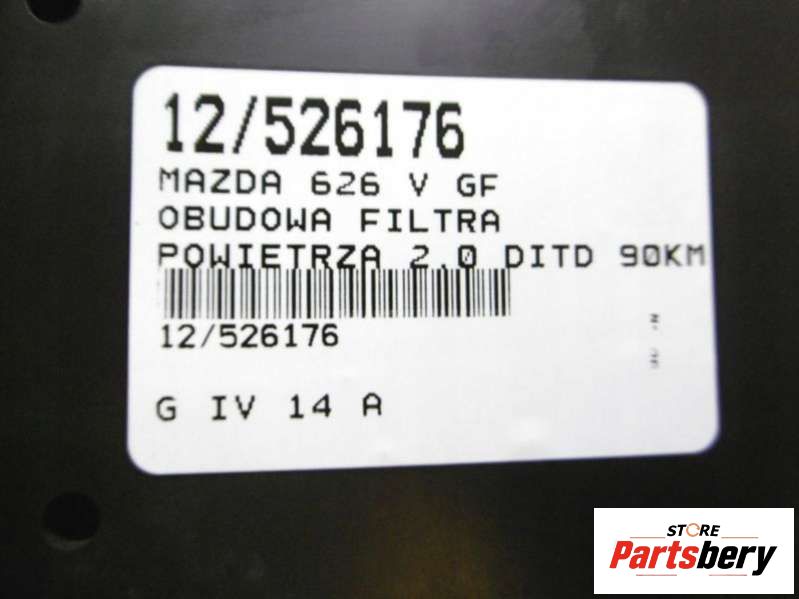 12/526176
MAZDA 626 V GF
OBUDOWA FILTRA
POWIETRZA 2.0 DITD 90KM
12/526176
G IV 14 A
STORE
Partsbery